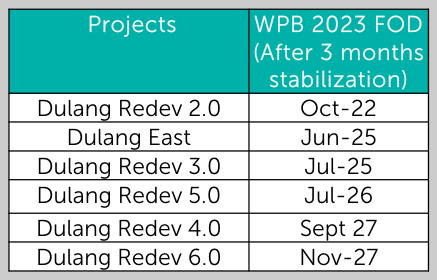 Projects WPB 2023 FOD
(After 3 months
stabilization)
Dulang Redev 2.0 Oct-22
Dulang East Jun-25
Dulang Redev 3.0 Jul-25
Dulang Redev 5.0 Jul-26
Dulang Redev 4.0 Sept 27
Dulang Redev 6.0 Nov-27